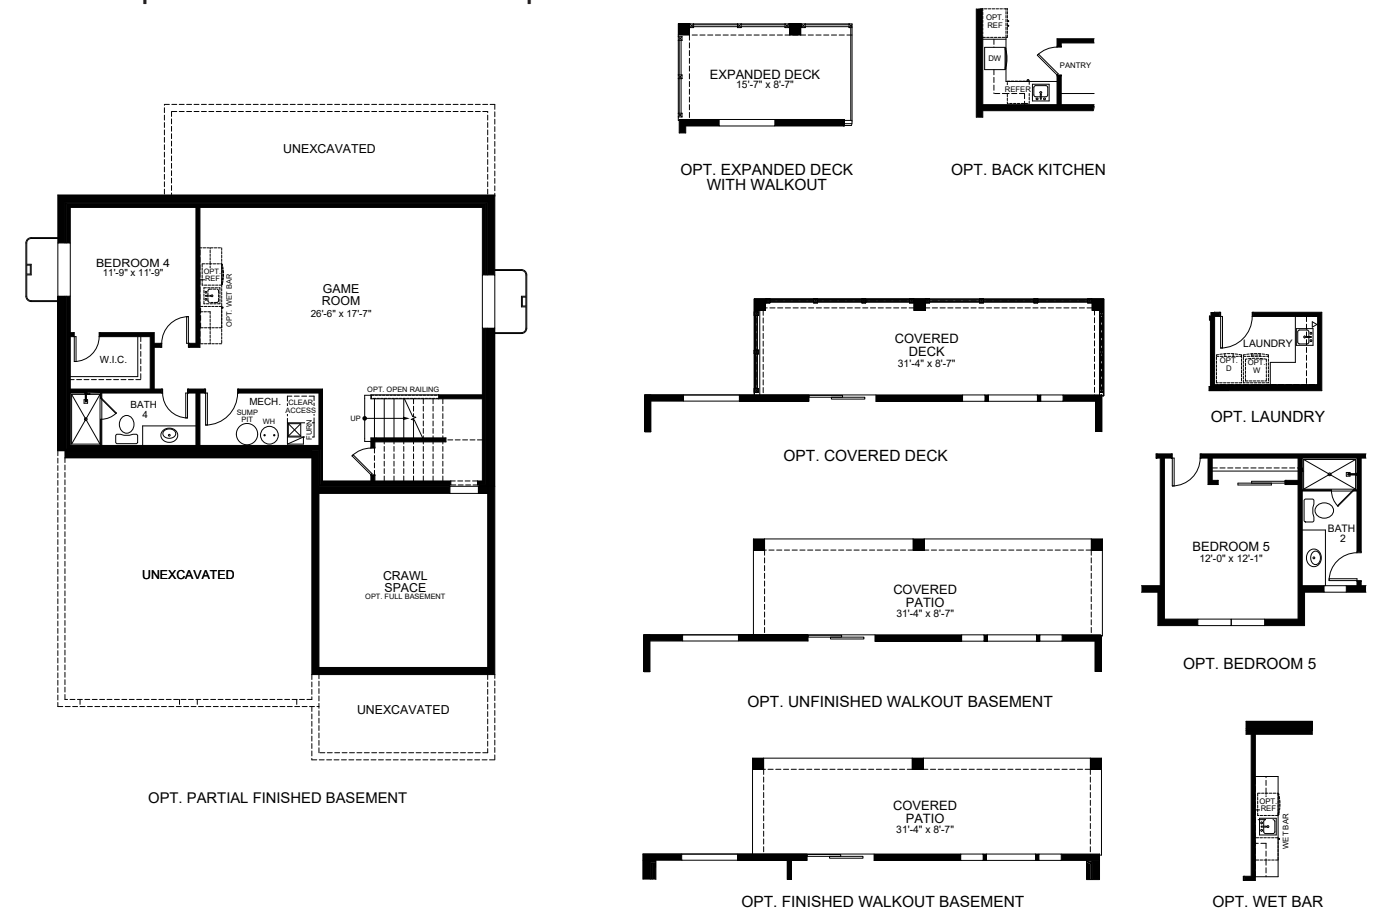 UNEXCAVATED
BEDROOM 4
11'-9" x 11'-9"
OPT.
REF
OPT. WET BAR
GAME
ROOM
26'-6" x 17'-7"
W.I.C.
BATH
4
MECH.
SUMP
PIT
WH
CLEAR
ACCESS
FURN
OPT. OPEN RAILING
UP
UNEXCAVATED
CRAWL
SPACE
OPT. FULL BASEMENT
UNEXCAVATED
OPT. PARTIAL FINISHED BASEMENT
EXPANDED DECK
15'-7" x 8'-7"
OPT. EXPANDED DECK
WITH WALKOUT
OPT.
REF
DW
REFER
PANTRY
OPT. BACK KITCHEN
COVERED
DECK
31'-4" x 8'-7"
OPT. COVERED DECK
LAUNDRY
OPT.
D
OPT.
W
OPT. LAUNDRY
COVERED
PATIO
31'-4" x 8'-7"
OPT. UNFINISHED WALKOUT BASEMENT
BEDROOM 5
12'-0" x 12'-1"
BATH
2
OPT. BEDROOM 5
COVERED
PATIO
31'-4" x 8'-7"
OPT. FINISHED WALKOUT BASEMENT
OPT.
REF
WET BAR
OPT. WET BAR